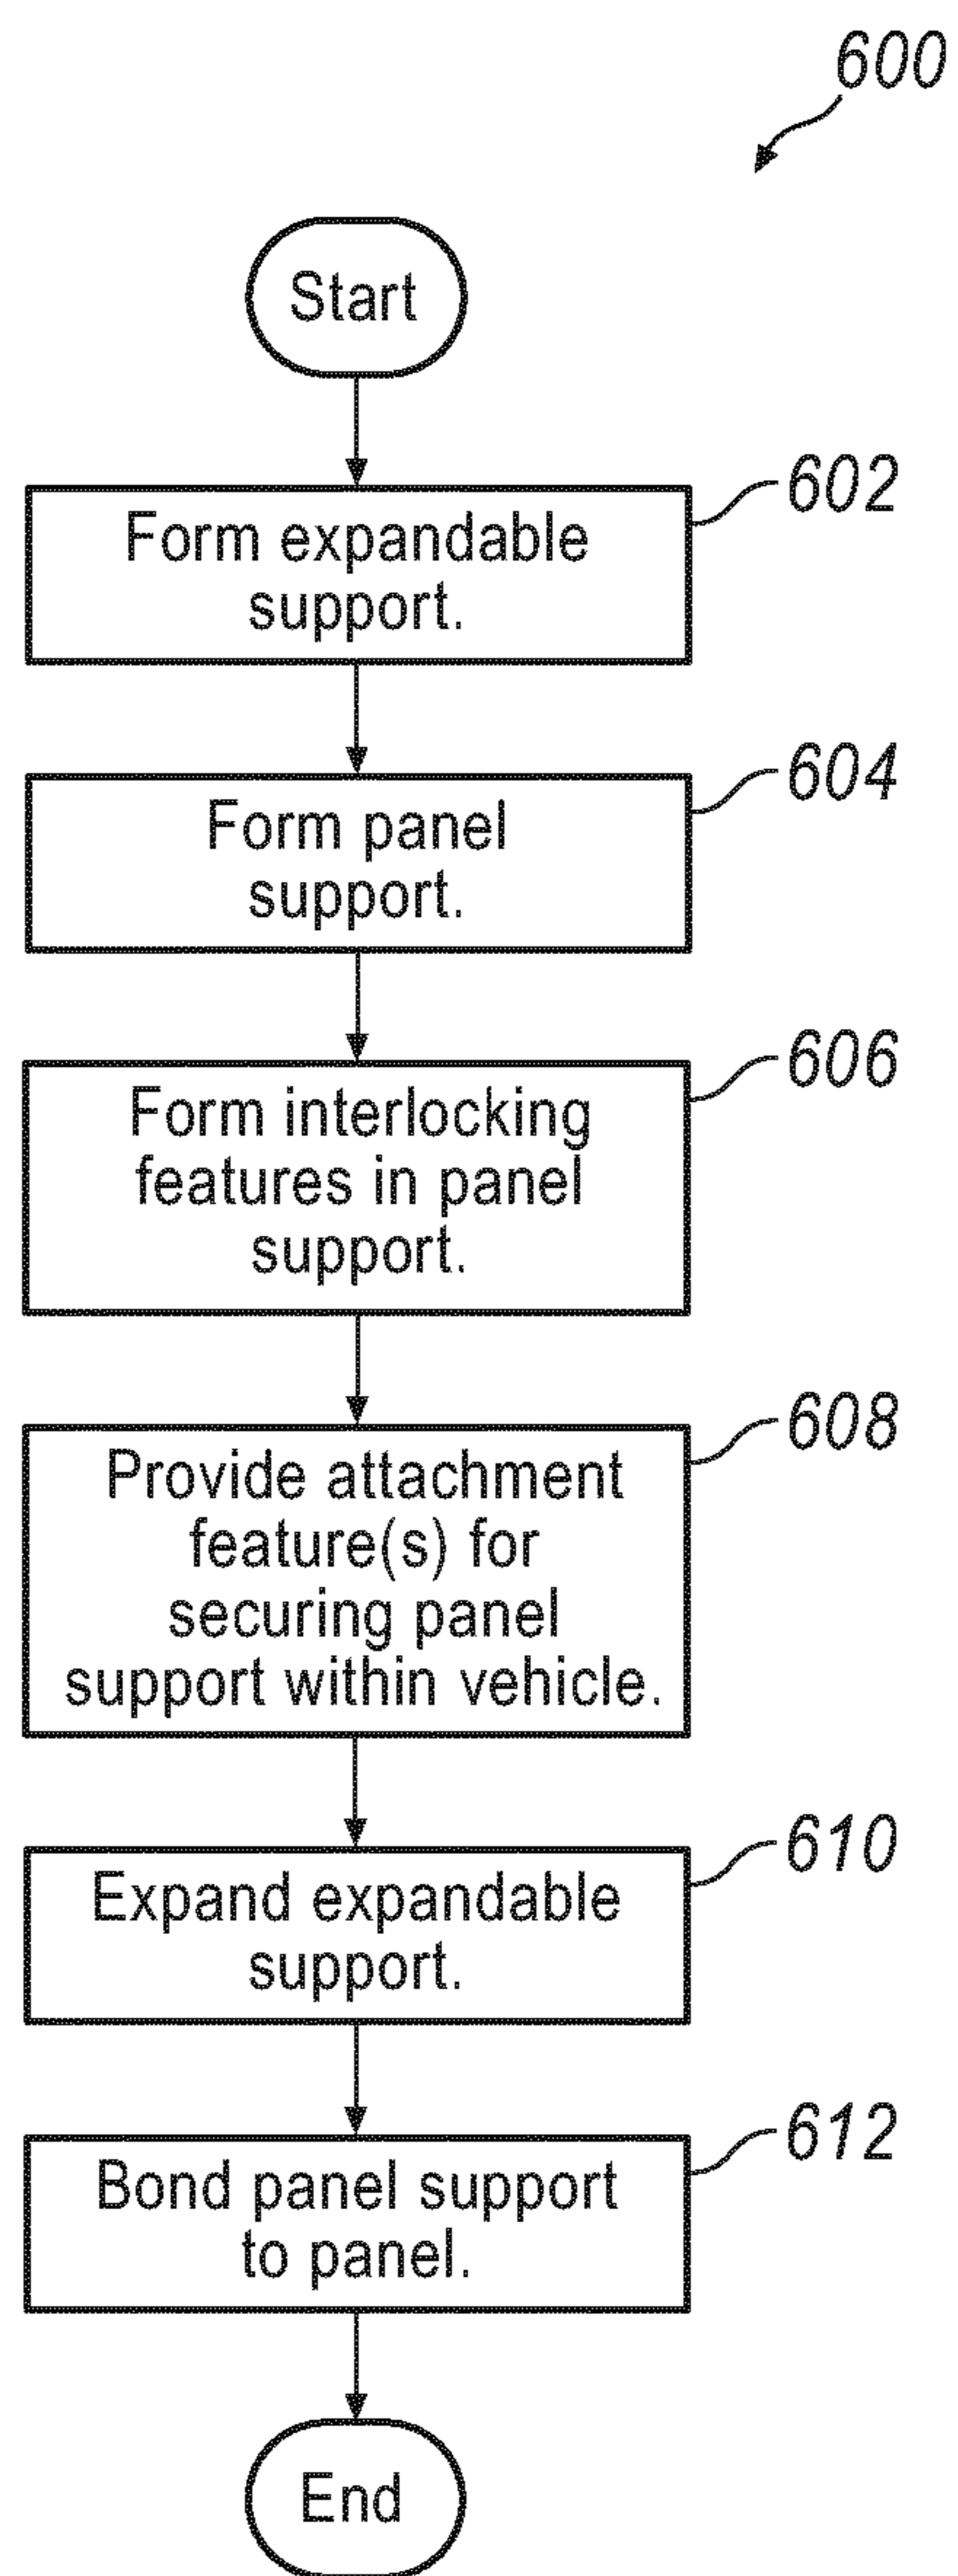 600
Start
602
Form expandable
support.
604
Form panel
support.
606
Form interlocking
features in panel
support.
608
Provide attachment
feature(s) for
securing panel
support within vehicle.
610
Expand expandable
support.
612
Bond panel support
to panel.
End